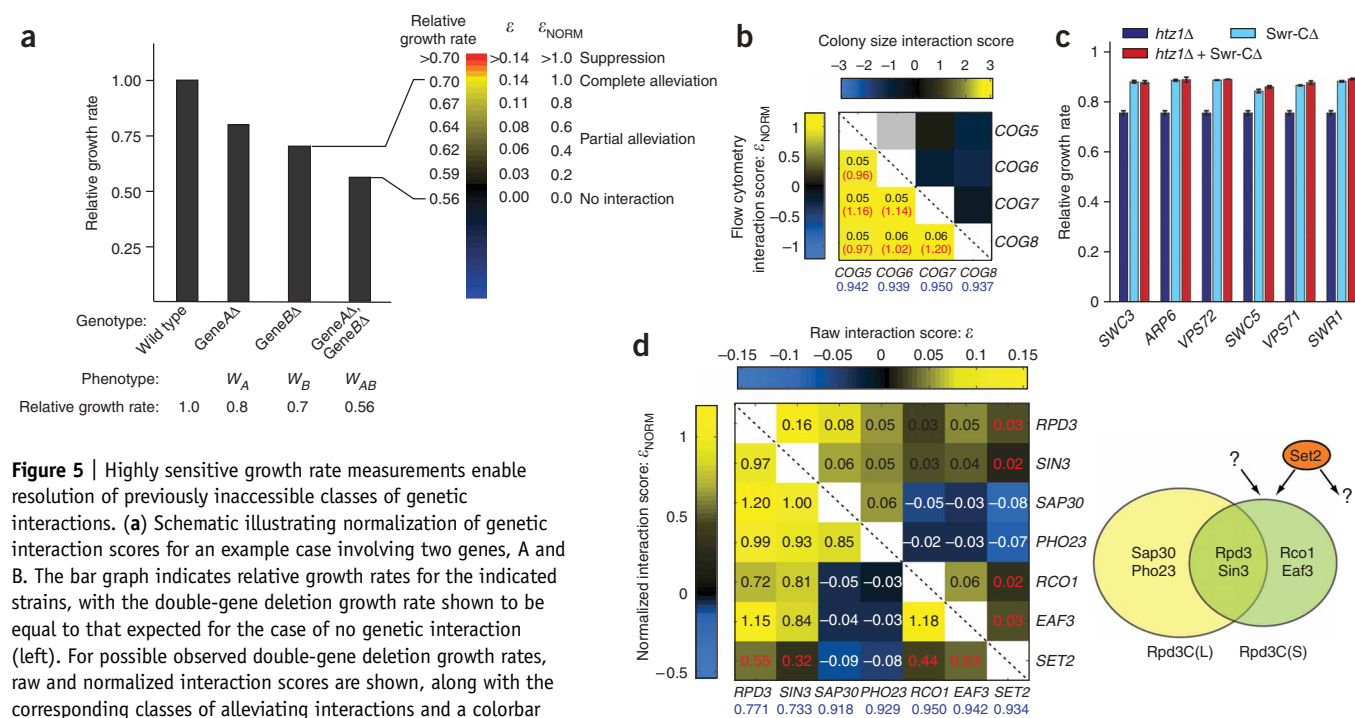 a
Relative growth rate
1.00
0.75
0.50
0.25
Genotype:
Wild type
GeneAΔ
GeneBΔ
GeneAΔ, GeneBΔ
Phenotype: W_A W_B W_AB
Relative growth rate: 1.0 0.8 0.7 0.56
Relative growth rate ε ε_NORM
>0.70 >0.14 >1.0 Suppression
0.70 0.14 1.0 Complete alleviation
0.67 0.11 0.8
0.64 0.08 0.6
Partial alleviation
0.62 0.06 0.4
0.59 0.03 0.2
0.56 0.00 0.0 No interaction
b
Colony size interaction score
−3 −2 −1 0 1 2 3
Flow cytometry interaction score: ε_NORM
1
0.5
0
−0.5
−1
COG5
0.05 (0.96) COG6
0.05 (1.16) 0.05 (1.14) COG7
0.05 (0.97) 0.06 (1.02) 0.06 (1.20) COG8
COG5 COG6 COG7 COG8
0.942 0.939 0.950 0.937
c
htz1Δ Swr-CΔ
htz1Δ + Swr-CΔ
Relative growth rate
1
0.8
0.6
0.4
0.2
0
SWC3 ARP6 VPS72 SWC5 VPS71 SWR1
d
Raw interaction score: ε
−0.15 −0.1 −0.05 0 0.05 0.1 0.15
Normalized interaction score: ε_NORM
1
0.5
0
−0.5
0.16 0.08 0.05 0.03 0.05 0.03 RPD3
0.97 0.06 0.05 0.03 0.04 0.02 SIN3
1.20 1.00 0.06 −0.05 −0.03 −0.08 SAP30
0.99 0.93 0.85 −0.02 −0.03 −0.07 PHO23
0.72 0.81 −0.05 −0.03 0.06 0.02 RCO1
1.15 0.84 −0.04 −0.03 1.18 0.03 EAF3
0.55 0.32 −0.09 −0.08 0.44 0.53 SET2
RPD3 SIN3 SAP30 PHO23 RCO1 EAF3 SET2
0.771 0.733 0.918 0.929 0.950 0.942 0.934
? Set2 ?
Sap30
Pho23
Rpd3
Sin3
Rco1
Eaf3
Rpd3C(L) Rpd3C(S)
Figure 5 | Highly sensitive growth rate measurements enable
resolution of previously inaccessible classes of genetic
interactions. (a) Schematic illustrating normalization of genetic
interaction scores for an example case involving two genes, A and
B. The bar graph indicates relative growth rates for the indicated
strains, with the double-gene deletion growth rate shown to be
equal to that expected for the case of no genetic interaction
(left). For possible observed double-gene deletion growth rates,
raw and normalized interaction scores are shown, along with the
corresponding classes of alleviating interactions and a colorbar